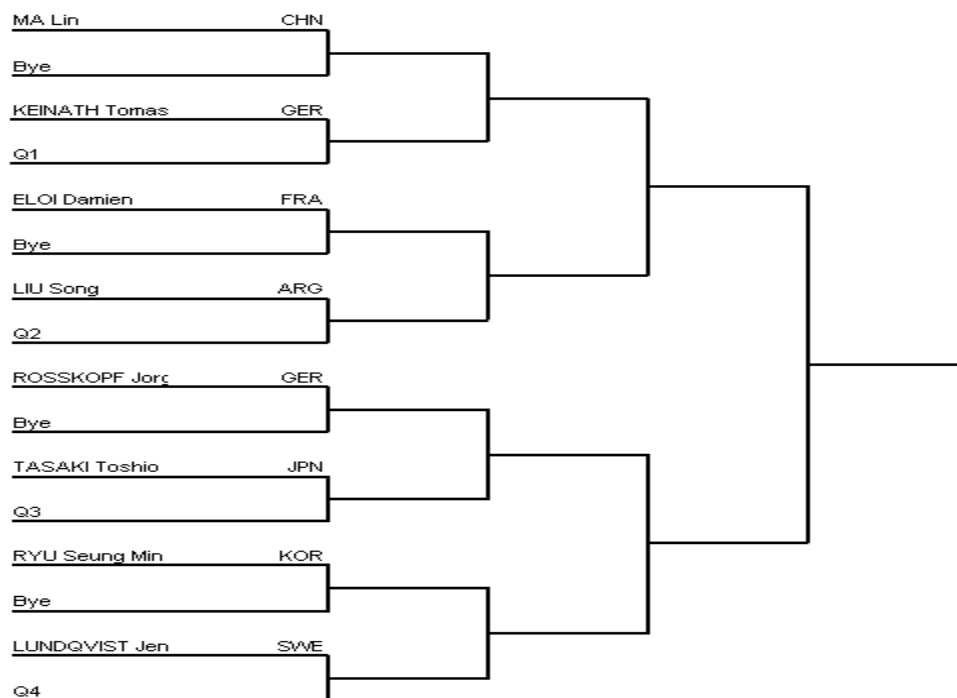 MA Lin CHN
Bye
KEINATH Tomas GER
Q1
ELOI Damien FRA
Bye
LIU Song ARG
Q2
ROSSKOPF Jorg GER
Bye
TASAKI Toshio JPN
Q3
RYU Seung Min KOR
Bye
LUNDQVIST Jen SWE
Q4